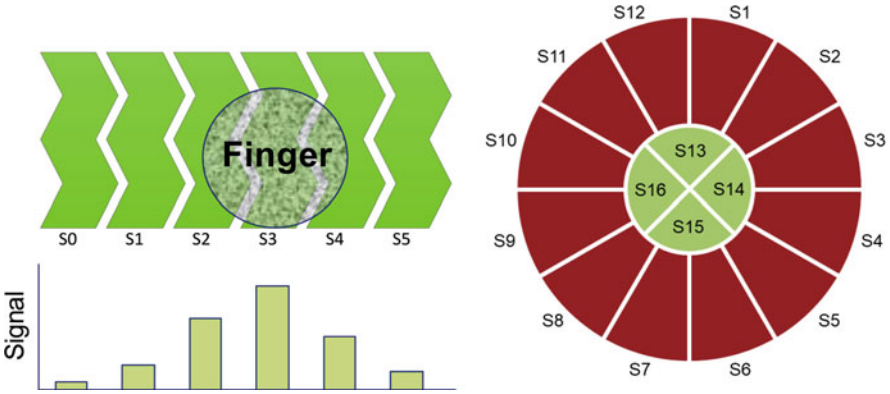 Finger
S0 S1 S2 S3 S4 S5
Signal
S12 S1
S11 S2
S10 S3
S13
S16 S14
S15
S9 S4
S8 S5
S7 S6